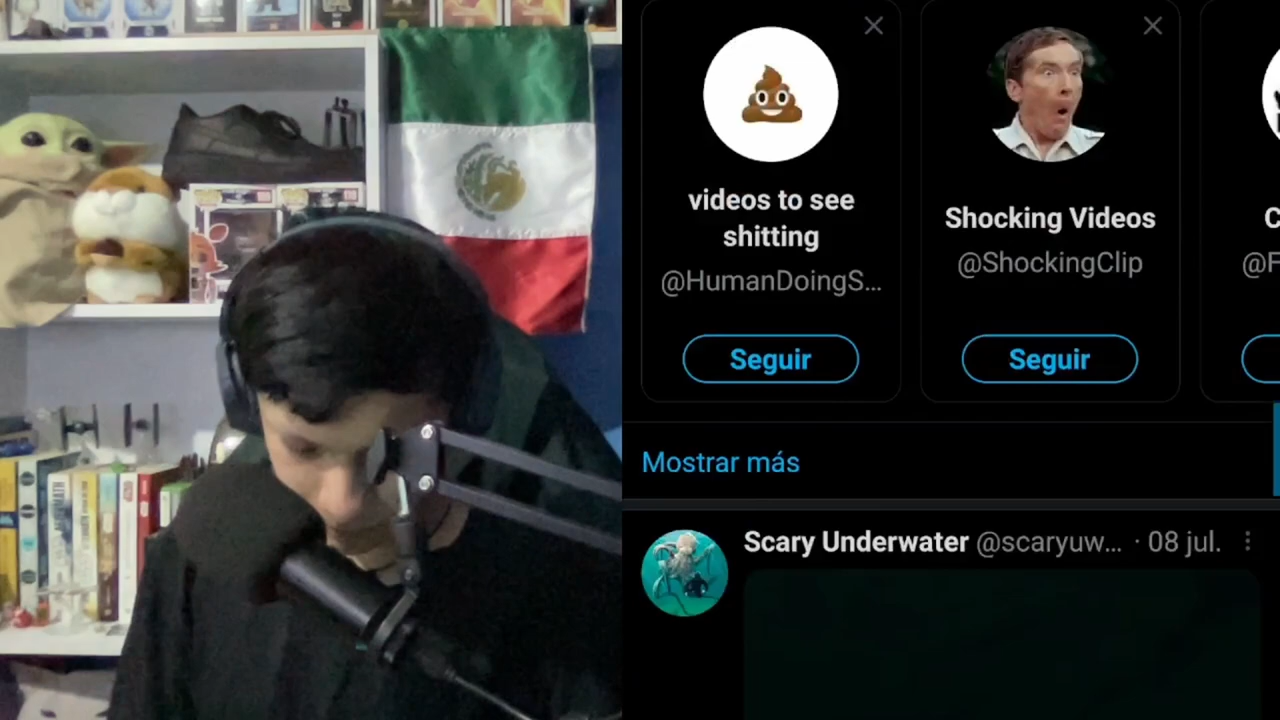 videos to see
shitting
@HumanDoingS...
Seguir
Shocking Videos
@ShockingClip
Seguir
C
@F
Mostrar más
Scary Underwater @scaryuw... · 08 jul.